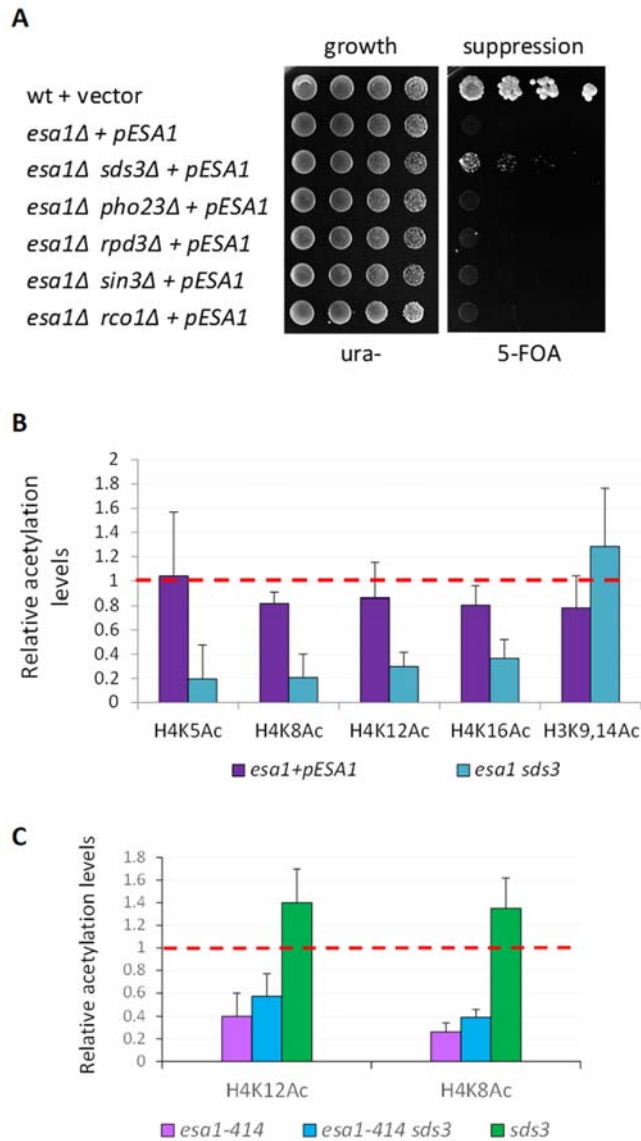 A
growth suppression
wt + vector
esa1Δ + pESA1
esa1Δ sds3Δ + pESA1
esa1Δ pho23Δ + pESA1
esa1Δ rpd3Δ + pESA1
esa1Δ sin3Δ + pESA1
esa1Δ rco1Δ + pESA1
ura- 5-FOA
B
Relative acetylation
levels
2
1.8
1.6
1.4
1.2
1
0.8
0.6
0.4
0.2
0
H4K5Ac H4K8Ac H4K12Ac H4K16Ac H3K9,14Ac
esa1+pESA1 esa1 sds3
C
Relative acetylation levels
1.8
1.6
1.4
1.2
1
0.8
0.6
0.4
0.2
0
H4K12Ac H4K8Ac
esa1-414 esa1-414 sds3 sds3